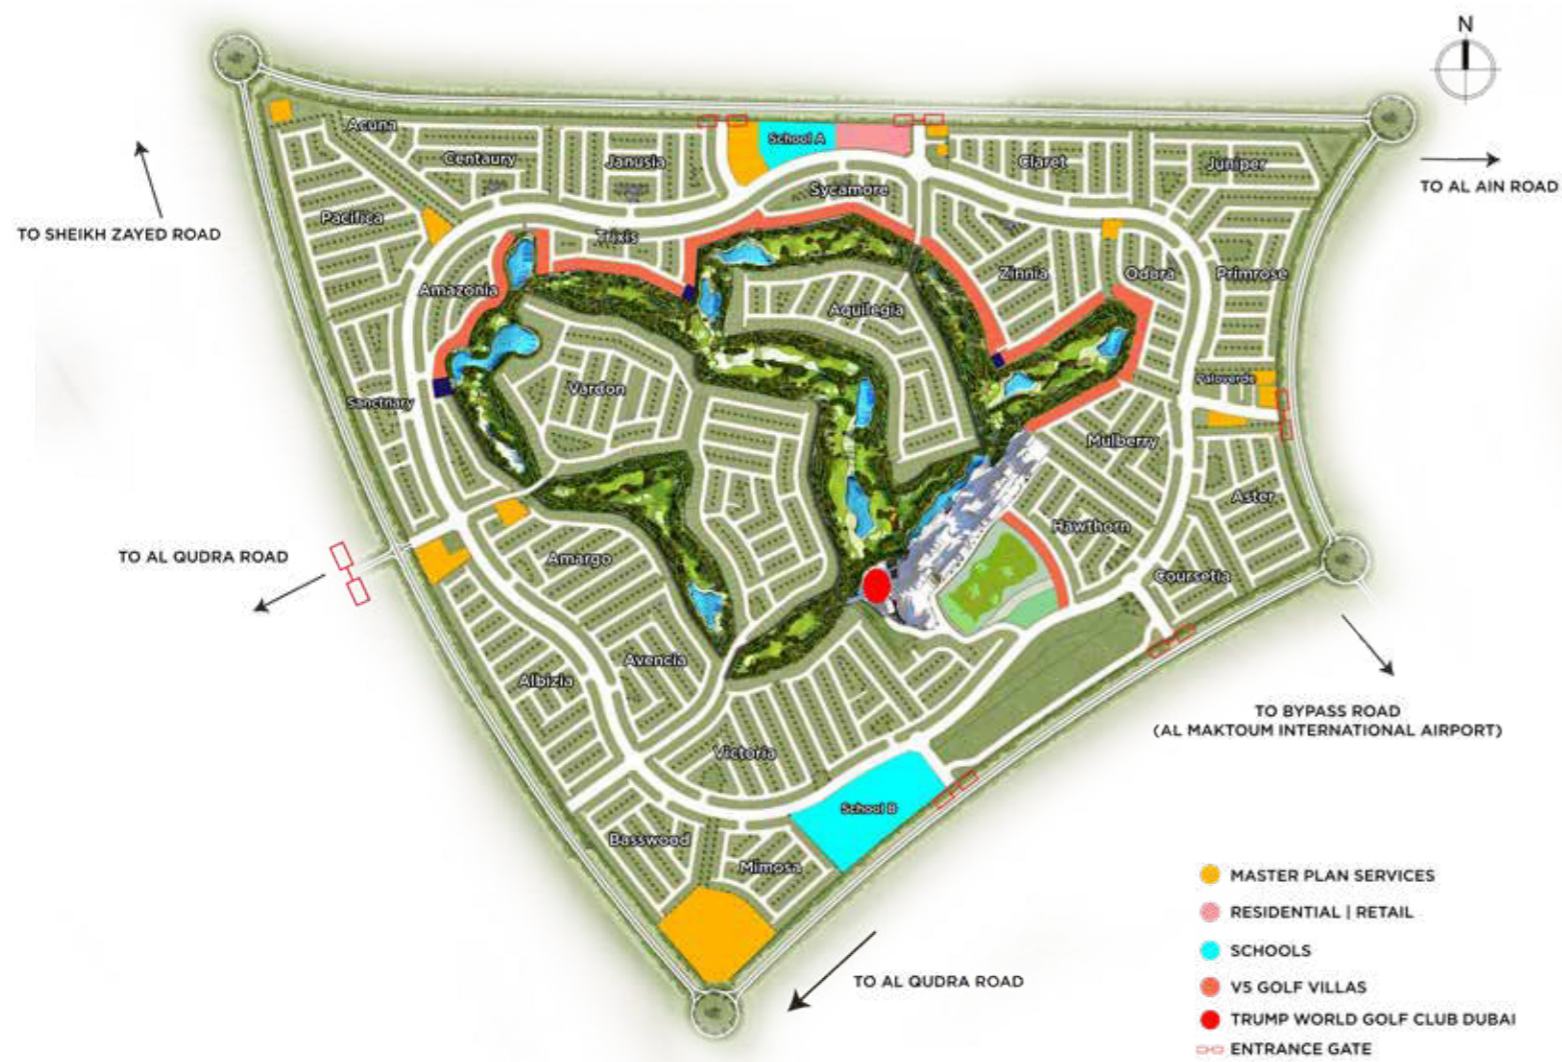 N
Acuna
School A
Centaury
Janusia
Claret
Juniper
TO AL AIN ROAD
Sycamore
Pacifica
TO SHEIKH ZAYED ROAD
Trixis
Zinnia
Odora
Primrose
Amazonia
Aquilegia
Paloverde
Vardon
Sanctnary
Mulberry
Aster
Hawthorn
TO AL QUDRA ROAD
Amargo
Coursetia
Avencia
Albizia
TO BYPASS ROAD
(AL MAKTOUM INTERNATIONAL AIRPORT)
Victoria
School B
Basswood
Mimosa
TO AL QUDRA ROAD
MASTER PLAN SERVICES
RESIDENTIAL | RETAIL
SCHOOLS
V5 GOLF VILLAS
TRUMP WORLD GOLF CLUB DUBAI
ENTRANCE GATE